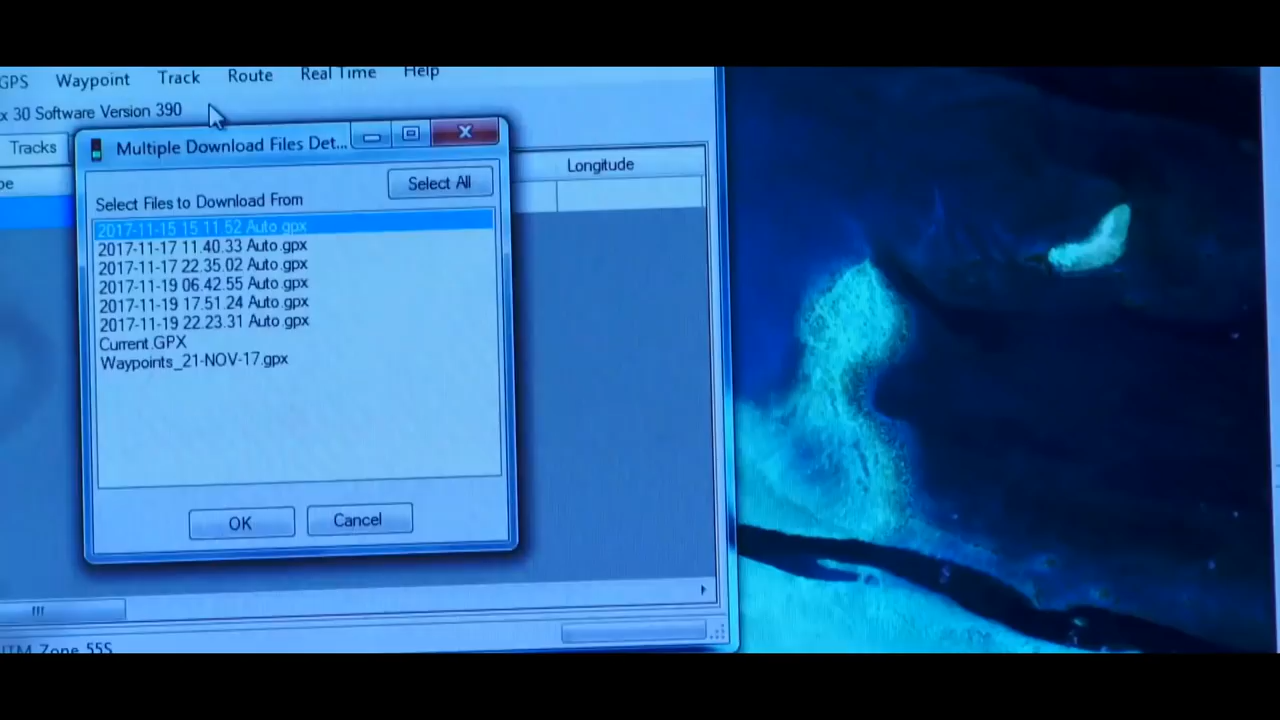 GPS Waypoint Track Route Real Time Help
x 30 Software Version 390
Tracks
Multiple Download Files Det...
Longitude
Select All
Select Files to Download From
2017-11-15 15 11.52 Auto.gpx
2017-11-17 11.40.33 Auto.gpx
2017-11-17 22.35.02 Auto.gpx
2017-11-19 06.42.55 Auto.gpx
2017-11-19 17.51.24 Auto.gpx
2017-11-19 22.23.31 Auto.gpx
Current.GPX
Waypoints_21-NOV-17.gpx
OK Cancel
UTM Zone 55S